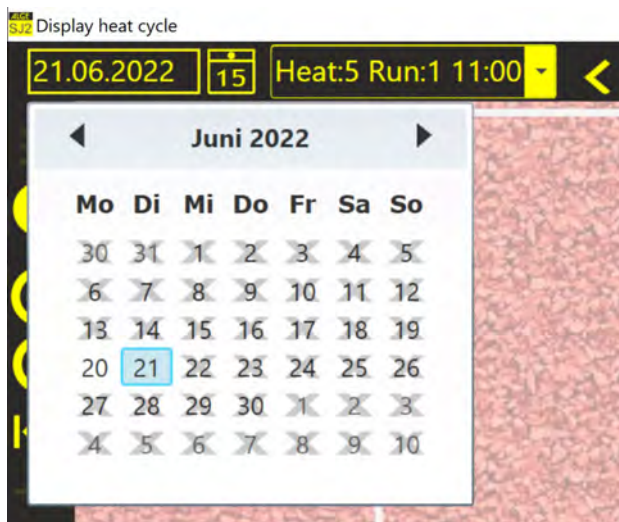 ALGE
SJ2 Display heat cycle
21.06.2022 15 Heat:5 Run:1 11:00
Juni 2022
Mo Di Mi Do Fr Sa So
30 31 1 2 3 4 5
6 7 8 9 10 11 12
13 14 15 16 17 18 19
20 21 22 23 24 25 26
27 28 29 30 1 2 3
4 5 6 7 8 9 10